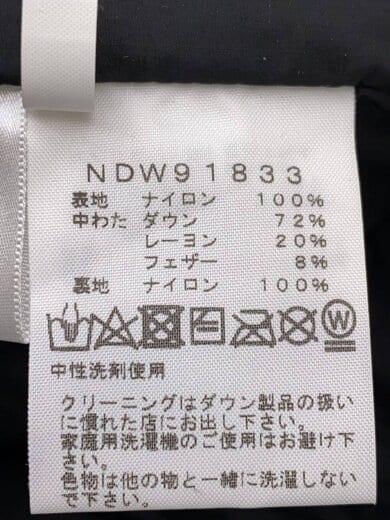 NDW91833
表地 ナイロン 100%
中わた ダウン 72%
レーヨン 20%
フェザー 8%
裏地 ナイロン 100%
W
中性洗剤使用
クリーニングはダウン製品の扱い
に慣れた店にお出し下さい。
家庭用洗濯機のご使用はお避け下
さい。
色物は他の物と一緒に洗濯しない
で下さい。